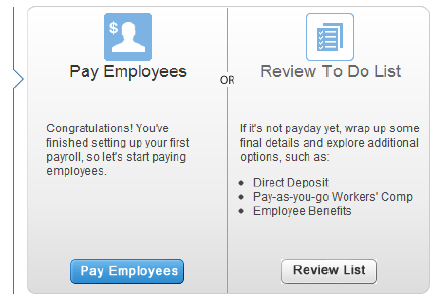 $
Pay Employees
Congratulations! You've
finished setting up your first
payroll, so let's start paying
employees.
Pay Employees
OR
Review To Do List
If it's not payday yet, wrap up some
final details and explore additional
options, such as:
• Direct Deposit
• Pay-as-you-go Workers' Comp
• Employee Benefits
Review List